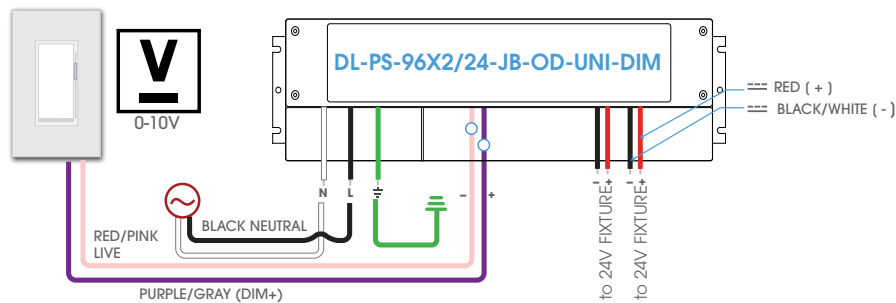 V
0-10V
DL-PS-96X2/24-JB-OD-UNI-DIM
RED ( + )
BLACK/WHITE ( - )
N
L
-
+
- +
- +
BLACK NEUTRAL
RED/PINK
LIVE
PURPLE/GRAY (DIM+)
to 24V FIXTURE
to 24V FIXTURE